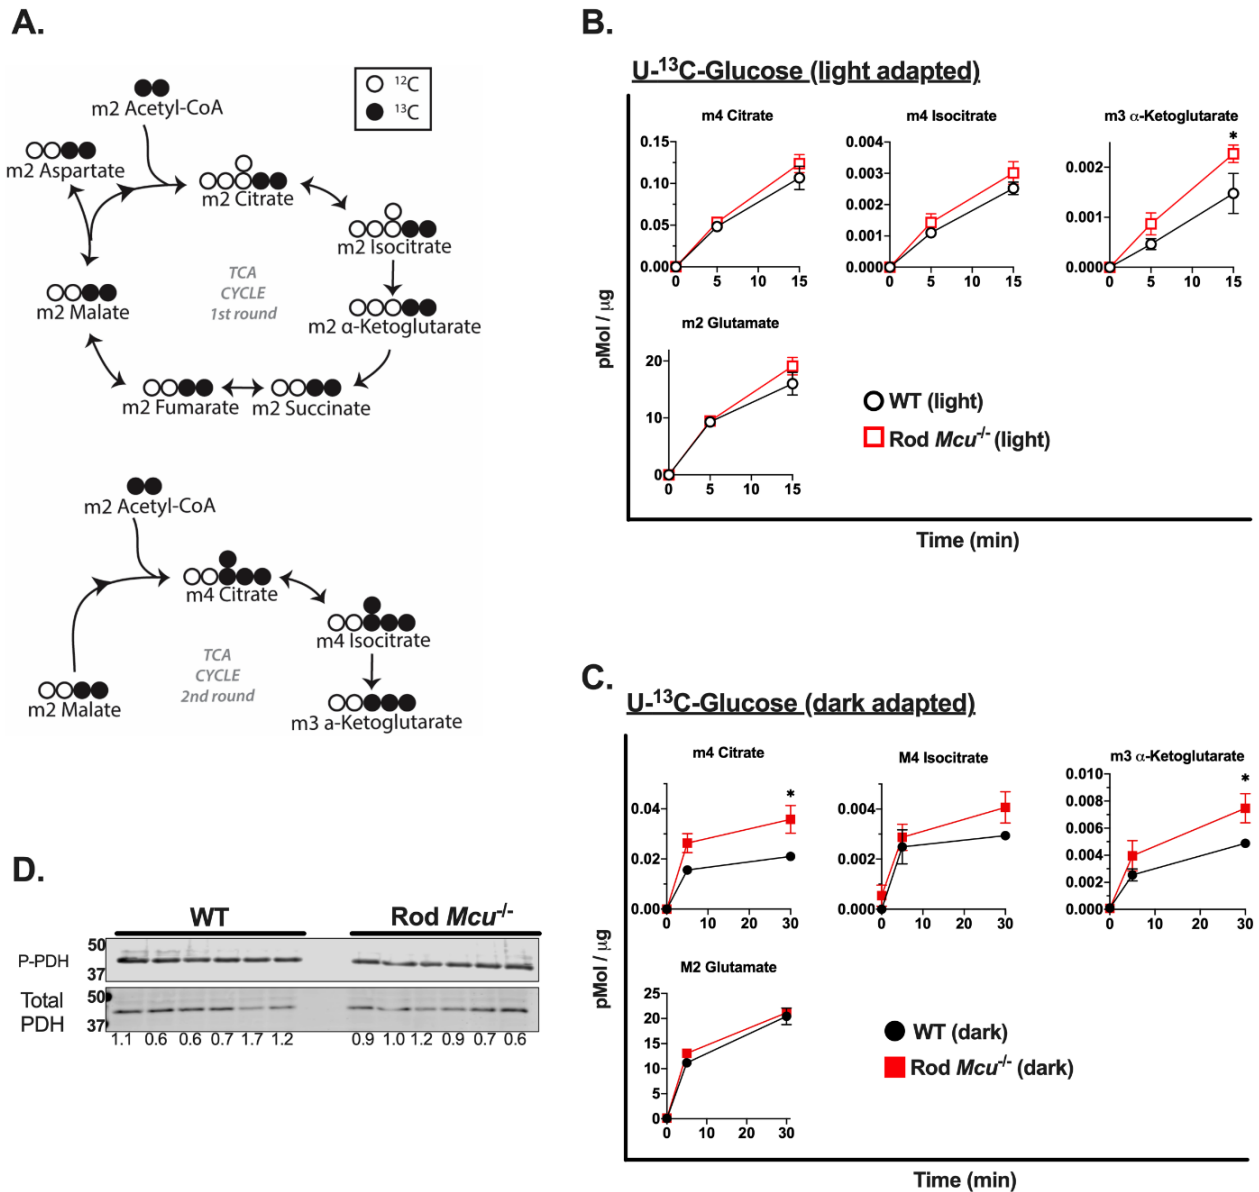 A.
12C
13C
m2 Acetyl-CoA
m2 Aspartate
m2 Citrate
m2 Isocitrate
TCA
CYCLE
1st round
m2 Malate
m2 α-Ketoglutarate
m2 Fumarate
m2 Succinate
m2 Acetyl-CoA
m4 Citrate
m4 Isocitrate
TCA
CYCLE
2nd round
m2 Malate
m3 a-Ketoglutarate
B.
U-13C-Glucose (light adapted)
m4 Citrate
0.15
0.10
0.05
0.00
0 5 10 15
m4 Isocitrate
0.004
0.003
0.002
0.001
0.000
0 5 10 15
m3 α-Ketoglutarate
*
0.002
0.001
0.000
0 5 10 15
m2 Glutamate
20
10
0
0 5 10 15
pMol / µg
WT (light)
Rod Mcu-/- (light)
Time (min)
C.
U-13C-Glucose (dark adapted)
m4 Citrate
*
0.04
0.02
0.00
0 10 20 30
M4 Isocitrate
0.004
0.002
0.000
0 10 20 30
m3 α-Ketoglutarate
*
0.010
0.008
0.006
0.004
0.002
0.000
0 10 20 30
M2 Glutamate
25
20
15
10
5
0
0 10 20 30
pMol / µg
WT (dark)
Rod Mcu-/- (dark)
Time (min)
D.
WT Rod Mcu-/-
P-PDH
50
37
Total
PDH
50
37
1.1 0.6 0.6 0.7 1.7 1.2 0.9 1.0 1.2 0.9 0.7 0.6